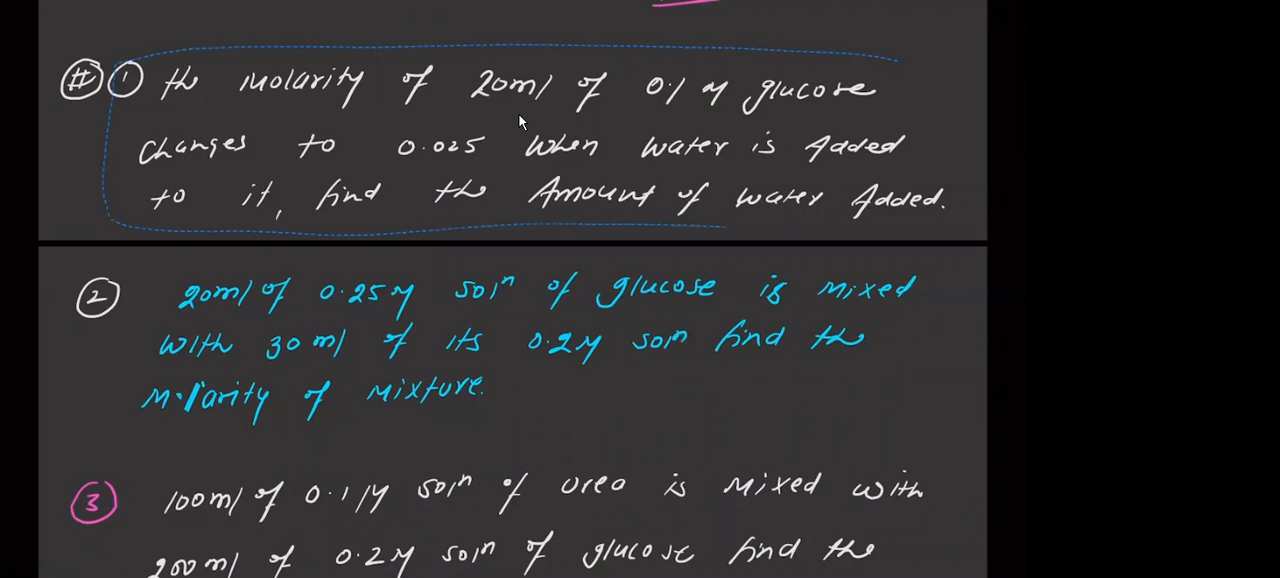 # 1 the Molarity of 20ml of 0.1 M glucose
changes to 0.025 when water is Added
to it, find the Amount of water Added.
2 20ml of 0.25M solⁿ of glucose is mixed
with 30 ml of its 0.2M solⁿ find the
Molarity of Mixture.
3 100ml of 0.1M solⁿ of urea is mixed with
200ml of 0.2M solⁿ of glucose find the